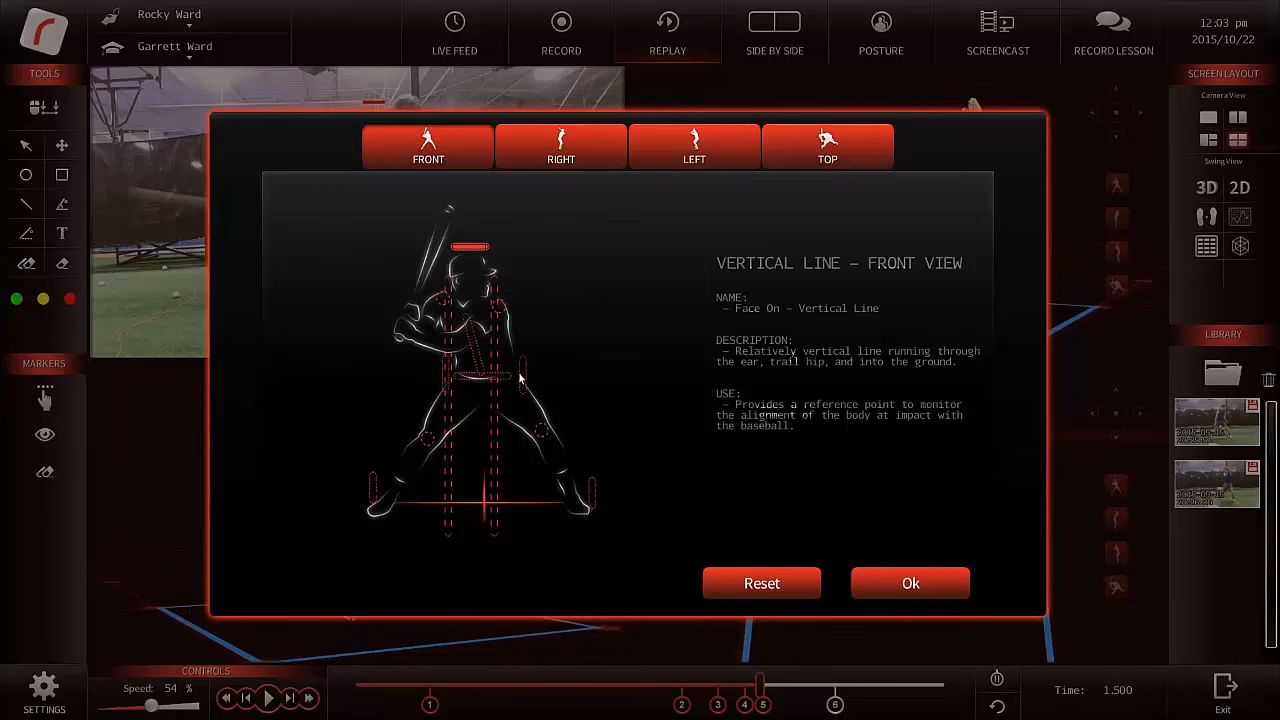 Rocky Ward
Garrett Ward
LIVE FEED
RECORD
REPLAY
SIDE BY SIDE
POSTURE
SCREENCAST
RECORD LESSON
12:03 pm
2015/10/22
TOOLS
T
MARKERS
SETTINGS
FRONT
RIGHT
LEFT
TOP
VERTICAL LINE – FRONT VIEW
NAME:
– Face On – Vertical Line
DESCRIPTION:
– Relatively vertical line running through
the ear, trail hip, and into the ground.
USE:
– Provides a reference point to monitor
the alignment of the body at impact with
the baseball.
Reset
Ok
SCREEN LAYOUT
Camera View
Swing View
3D 2D
LIBRARY
CONTROLS
Speed: 54 %
1
2
3
4
5
6
Time: 1.500
Exit